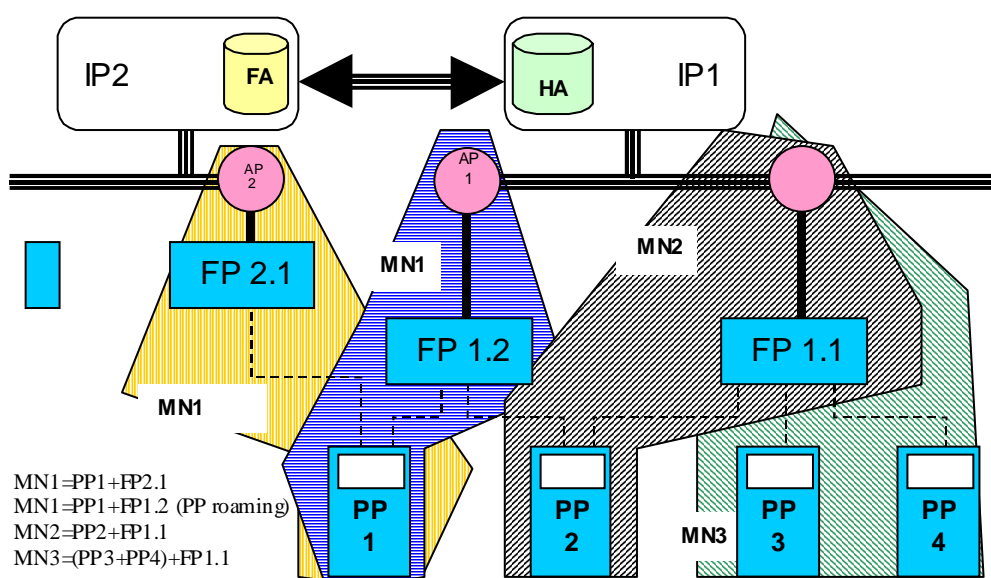 IP2
FA
HA
IP1
AP
2
AP
1
MN1
MN2
FP 2.1
FP 1.2
FP 1.1
MN1
MN1=PP1+FP2.1
MN1=PP1+FP1.2 (PP roaming)
MN2=PP2+FP1.1
MN3=(PP3+PP4)+FP1.1
PP
1
PP
2
MN3
PP
3
PP
4